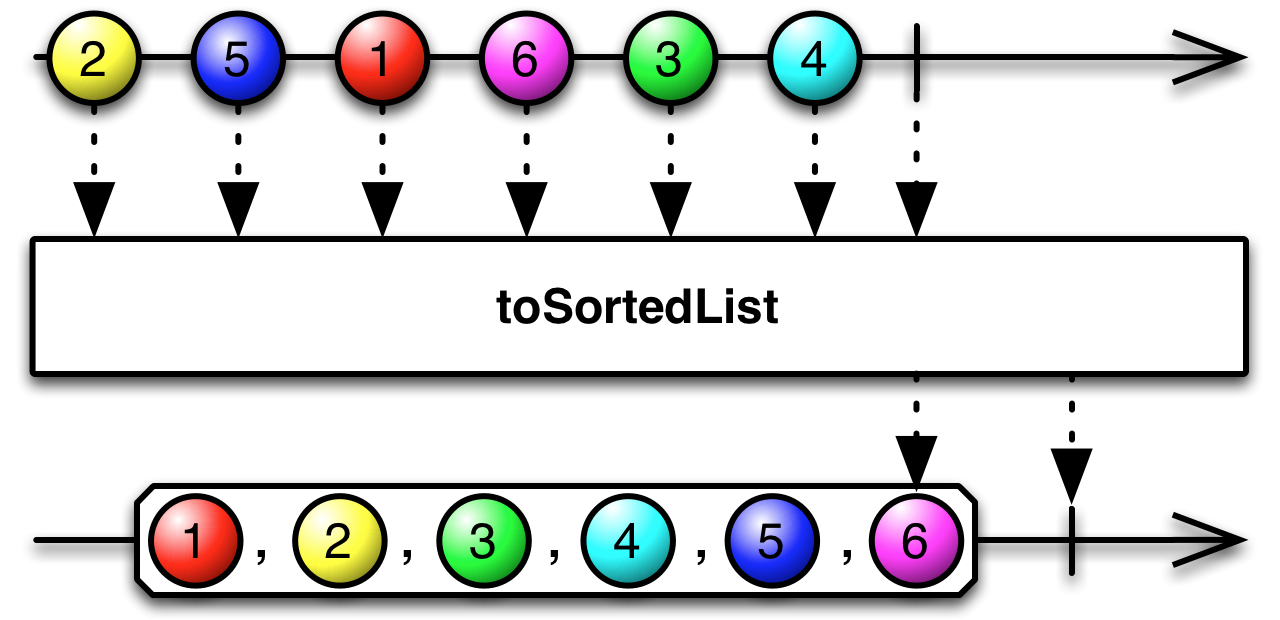 2 5 1 6 3 4
toSortedList
1 , 2 , 3 , 4 , 5 , 6